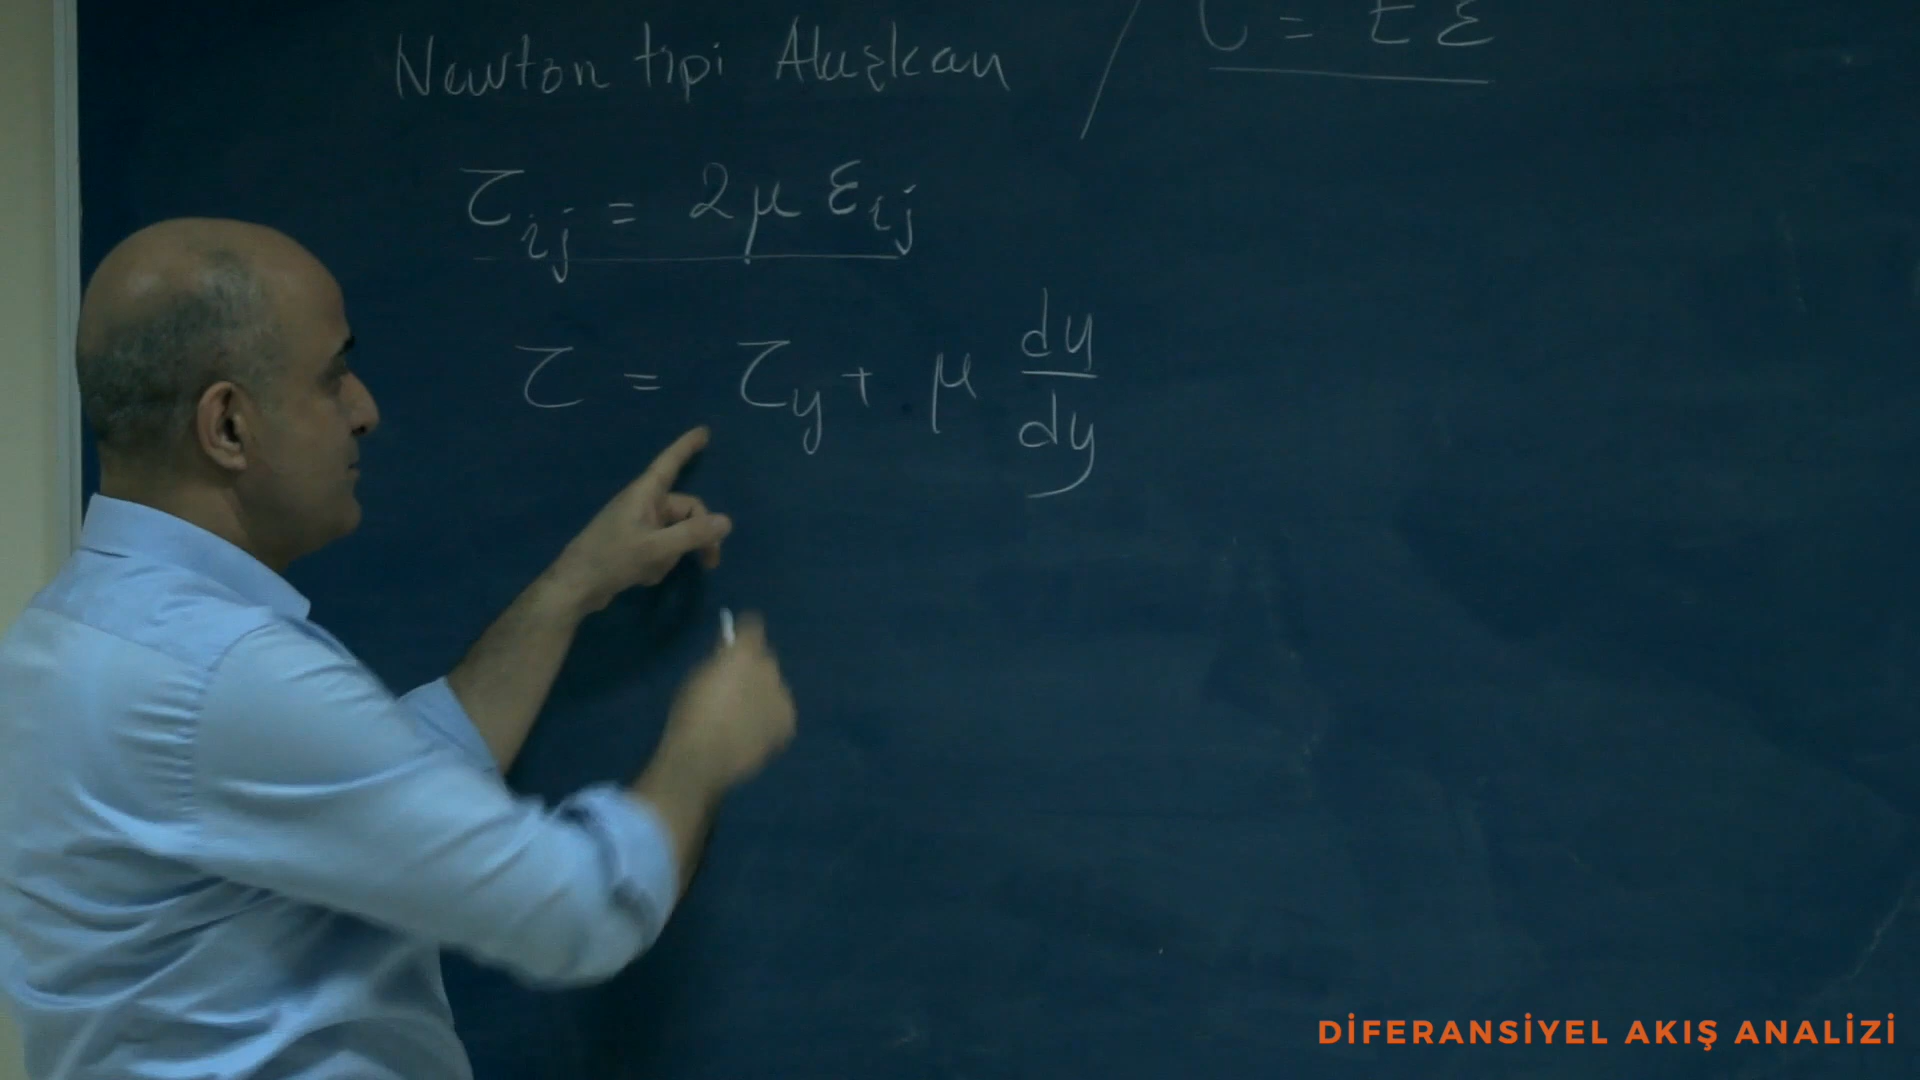 Newton tipi Akışkan / τ = E ε
τij = 2μ εij
τ = τy + μ du/dy
DİFERANSİYEL AKIŞ ANALİZİ